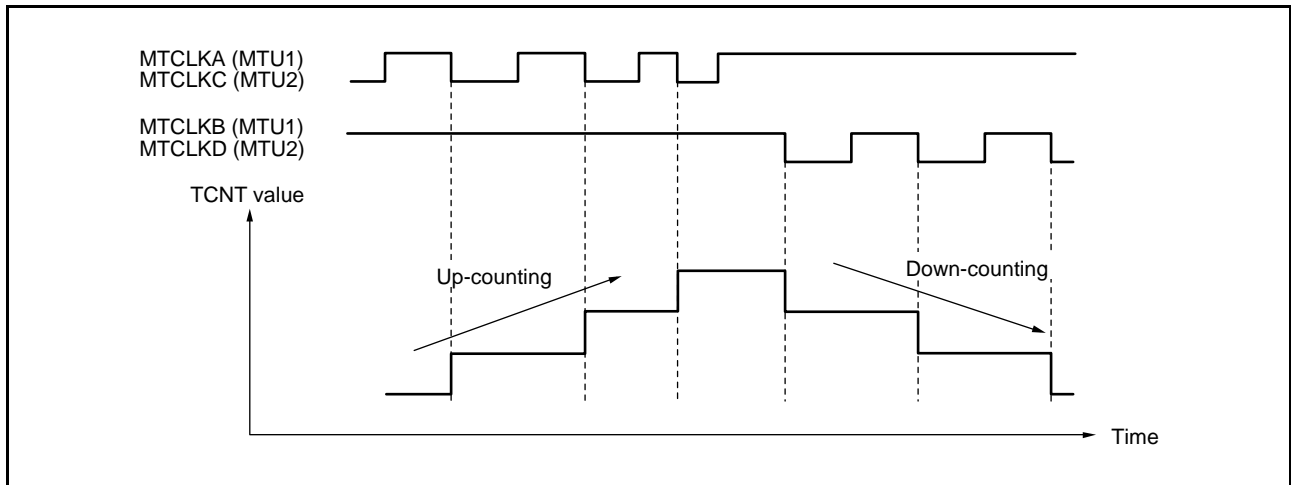 MTCLKA (MTU1)
MTCLKC (MTU2)
MTCLKB (MTU1)
MTCLKD (MTU2)
TCNT value
Up-counting
Down-counting
Time